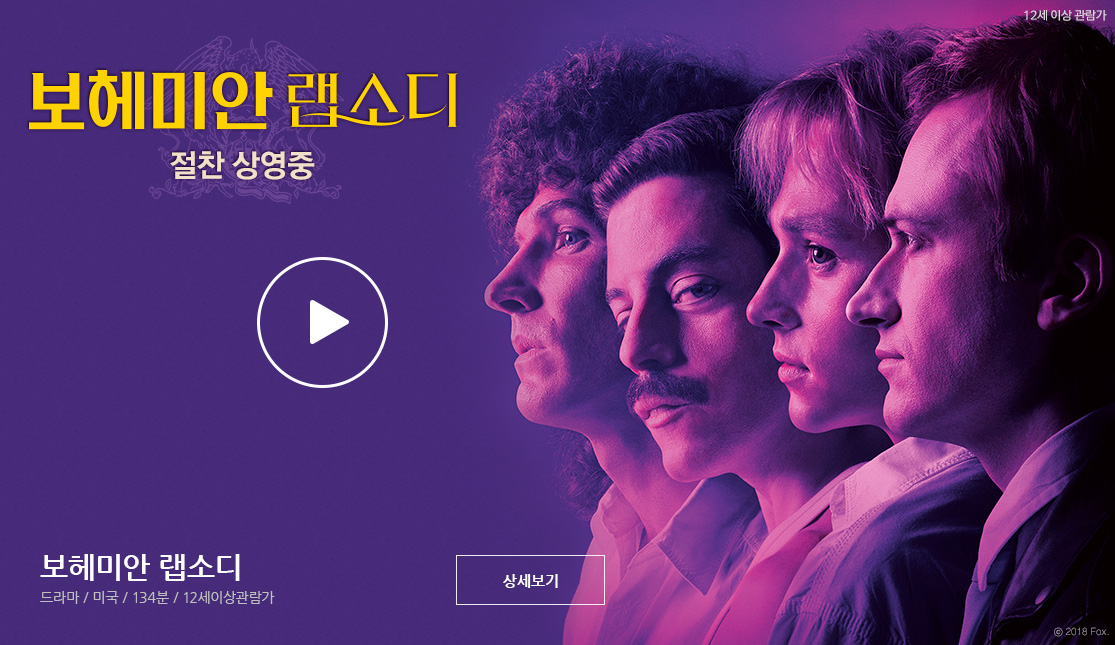 12세 이상 관람가
보헤미안 랩소디
절찬 상영중
보헤미안 랩소디
드라마 / 미국 / 134분 / 12세이상관람가
상세보기
© 2018 Fox.